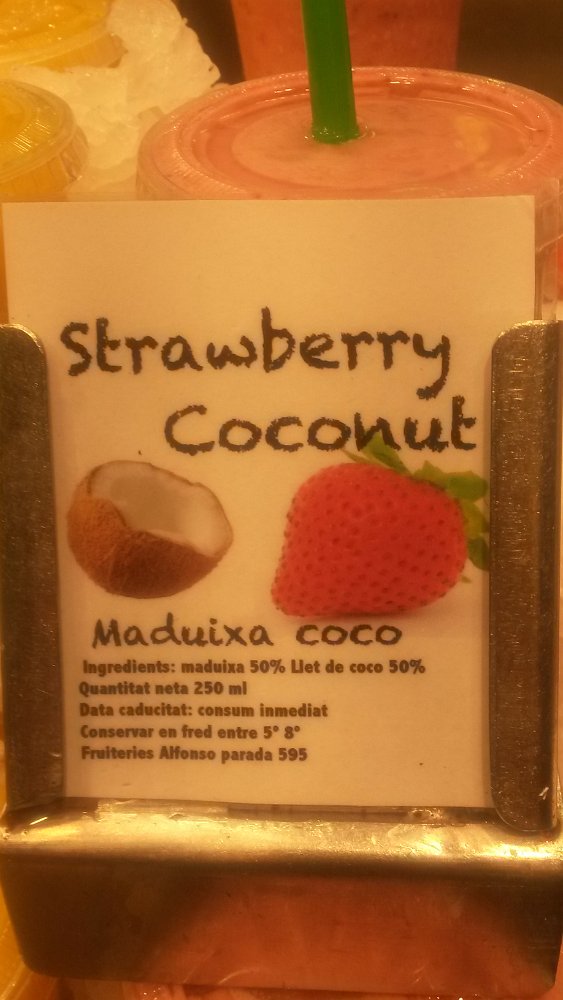 Strawberry
Coconut
Maduixa coco
Ingredients: maduixa 50% Llet de coco 50%
Quantitat neta 250 ml
Data caducitat: consum inmediat
Conservar en fred entre 5° 8°
Fruiteries Alfonso parada 595